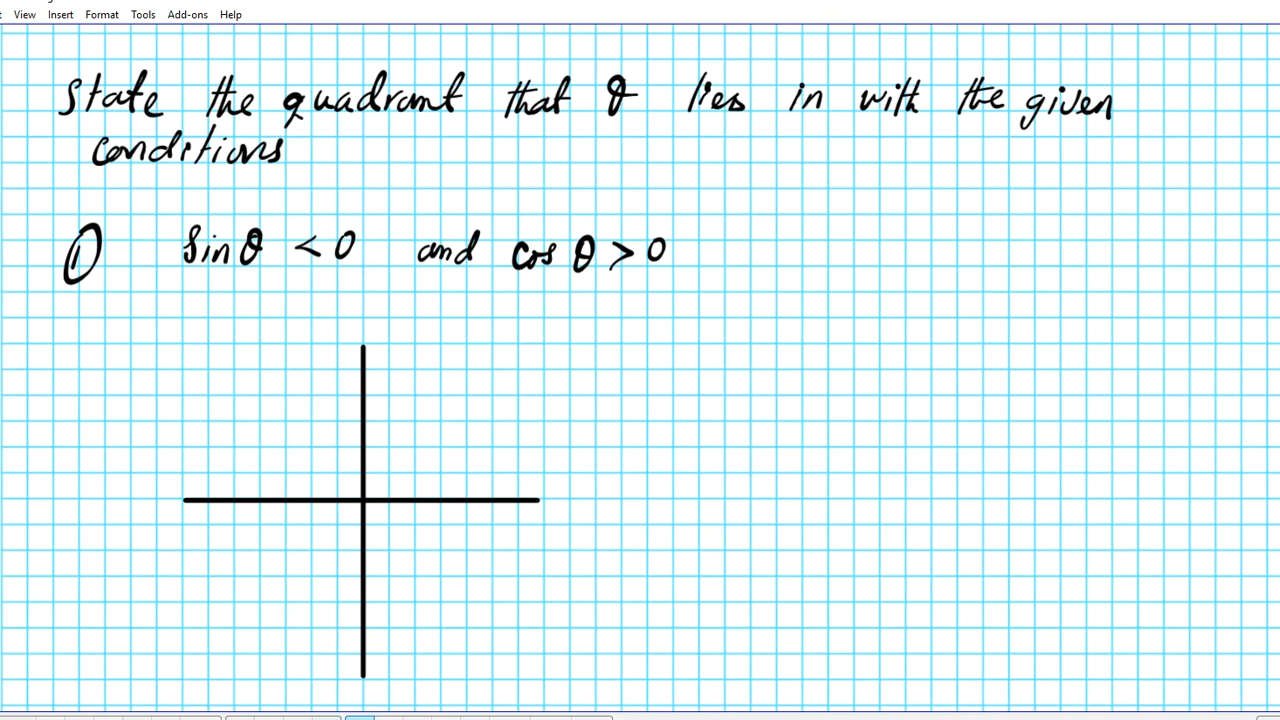 View Insert Format Tools Add-ons Help
State the quadrant that θ lies in with the given
conditions
① sin θ < 0 and cos θ > 0